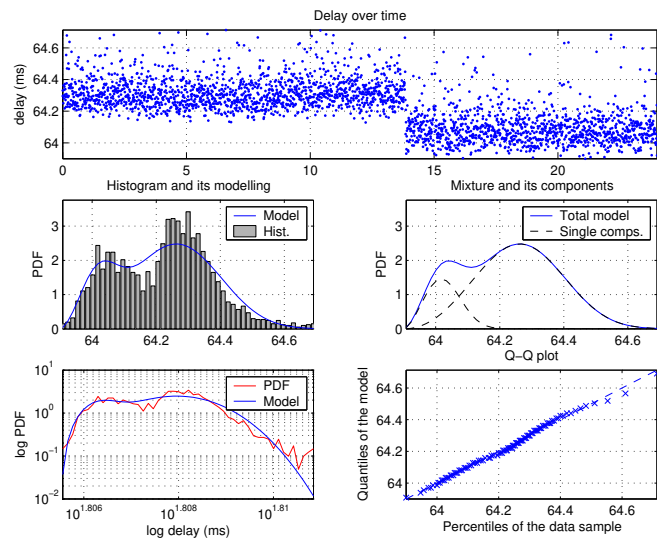 Delay over time
delay (ms)
64.6
64.4
64.2
64
0 5 10 15 20
Histogram and its modelling
PDF
3
2
1
0
Model
Hist.
64 64.2 64.4 64.6
Mixture and its components
PDF
3
2
1
0
Total model
Single comps.
64 64.2 64.4 64.6
log PDF
10^1
10^0
10^−1
10^−2
PDF
Model
10^1.806 10^1.808 10^1.81
log delay (ms)
Q−Q plot
Quantiles of the model
64.6
64.4
64.2
64
64 64.2 64.4 64.6
Percentiles of the data sample